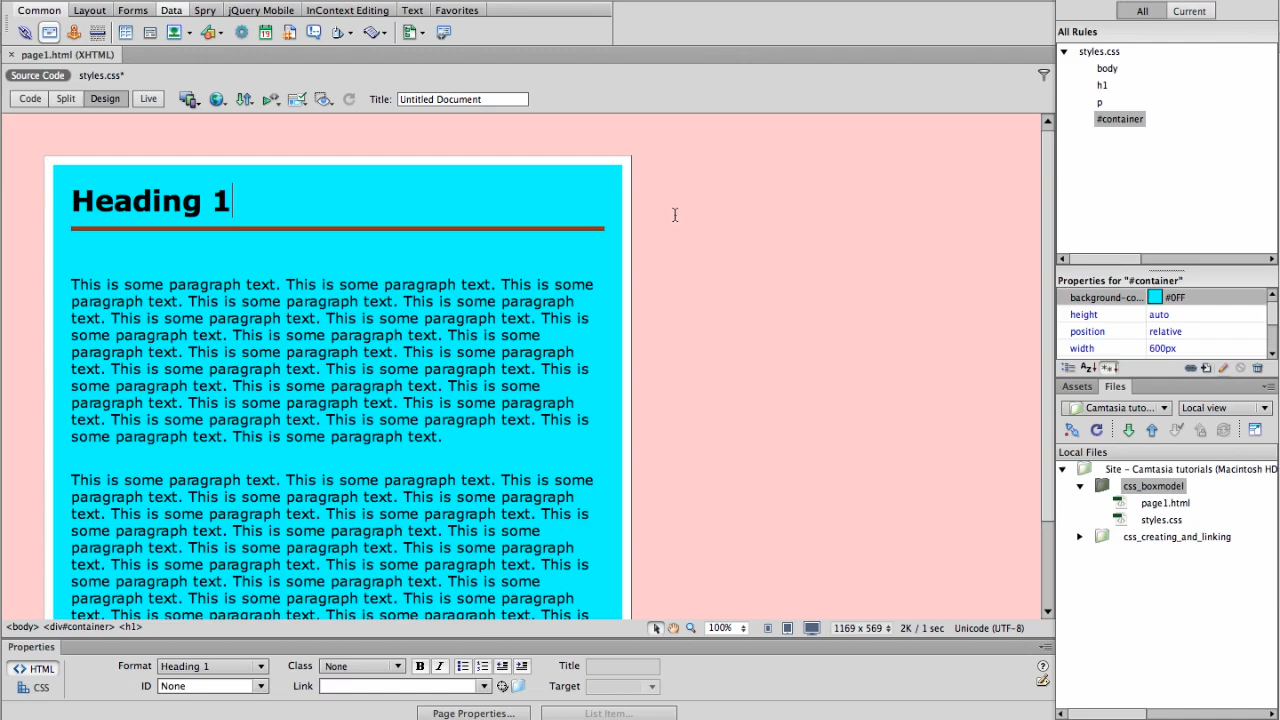 Common Layout Forms Data Spry jQuery Mobile InContext Editing Text Favorites
All Current
All Rules
styles.css
body
h1
p
#container
× page1.html (XHTML)
Source Code styles.css*
Code Split Design Live Title: Untitled Document
Heading 1
This is some paragraph text. This is some paragraph text. This is some
paragraph text. This is some paragraph text. This is some paragraph
text. This is some paragraph text. This is some paragraph text. This is
some paragraph text. This is some paragraph text. This is some
paragraph text. This is some paragraph text. This is some paragraph
text. This is some paragraph text. This is some paragraph text. This is
some paragraph text. This is some paragraph text. This is some
paragraph text. This is some paragraph text. This is some paragraph
text. This is some paragraph text. This is some paragraph text. This is
some paragraph text. This is some paragraph text.
This is some paragraph text. This is some paragraph text. This is some
paragraph text. This is some paragraph text. This is some paragraph
text. This is some paragraph text. This is some paragraph text. This is
some paragraph text. This is some paragraph text. This is some
paragraph text. This is some paragraph text. This is some paragraph
text. This is some paragraph text. This is some paragraph text. This is
some paragraph text. This is some paragraph text. This is some
paragraph text. This is some paragraph text. This is some paragraph
text. This is some paragraph text. This is some paragraph text. This is
Properties for "#container"
background-co... #0FF
height auto
position relative
width 600px
Assets Files
Camtasia tuto... Local view
Local Files
Site – Camtasia tutorials (Macintosh HD
css_boxmodel
page1.html
styles.css
css_creating_and_linking
<body> <div#container> <h1> 100% 1169 x 569 2K / 1 sec Unicode (UTF-8)
Properties
<> HTML Format Heading 1 Class None B I Title
CSS ID None Link Target
Page Properties... List Item...